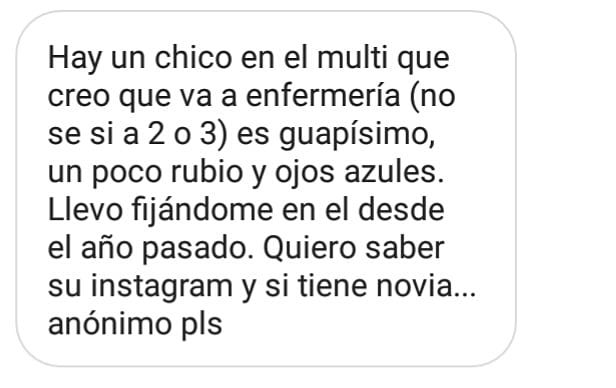 Hay un chico en el multi que
creo que va a enfermería (no
se si a 2 o 3) es guapísimo,
un poco rubio y ojos azules.
Llevo fijándome en el desde
el año pasado. Quiero saber
su instagram y si tiene novia...
anónimo pls